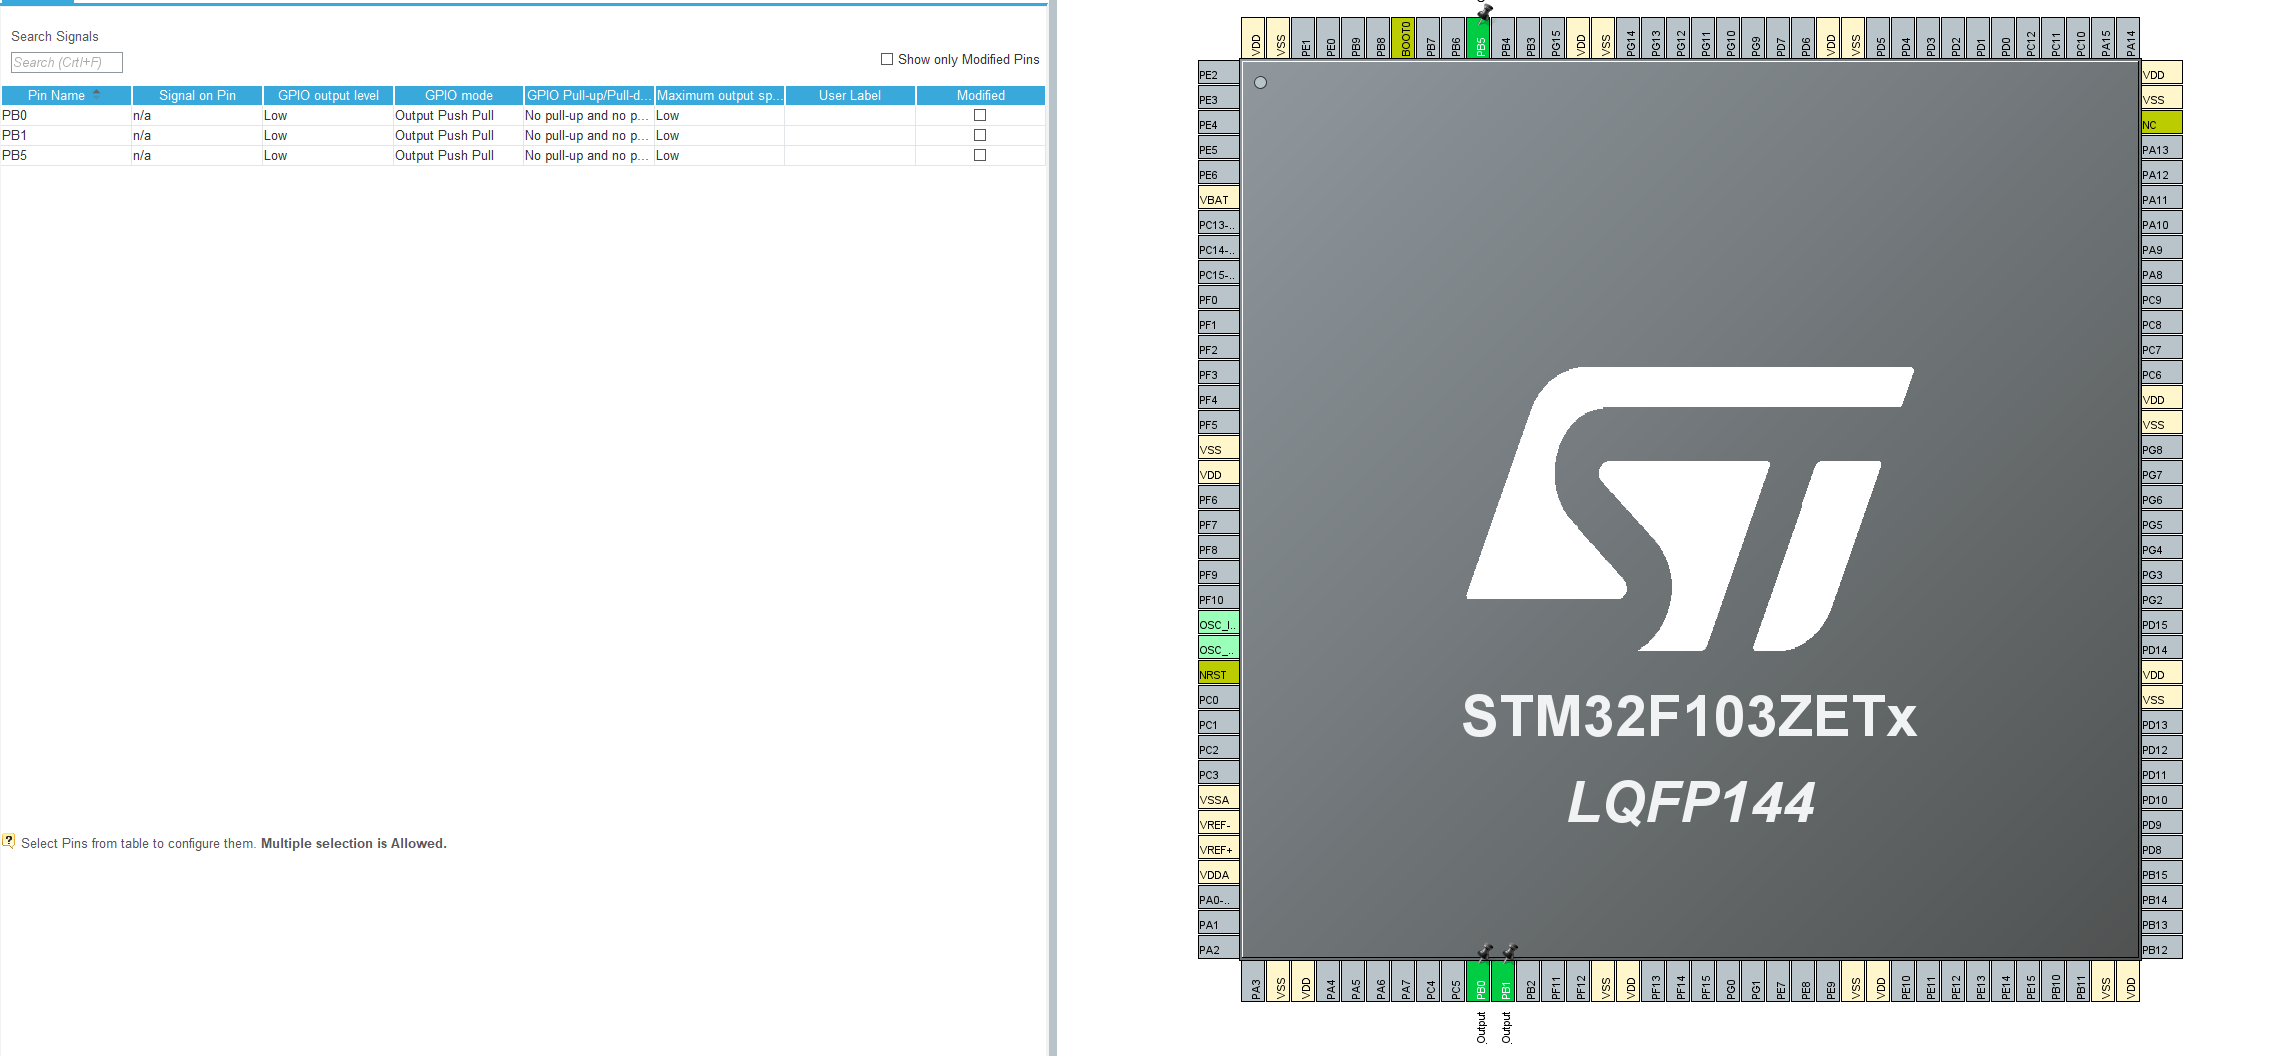 Search Signals
Search (CrtI+F)
Show only Modified Pins
Pin Name Signal on Pin GPIO output level GPIO mode GPIO Pull-up/Pull-d... Maximum output sp... User Label Modified
PB0 n/a Low Output Push Pull No pull-up and no p... Low
PB1 n/a Low Output Push Pull No pull-up and no p... Low
PB5 n/a Low Output Push Pull No pull-up and no p... Low
? Select Pins from table to configure them. Multiple selection is Allowed.
VDD
VSS
PE1
PE0
PB9
PB8
BOOT0
PB7
PB6
PB5
PB4
PB3
PG15
VDD
VSS
PG14
PG13
PG12
PG11
PG10
PG9
PD7
PD6
VDD
VSS
PD5
PD4
PD3
PD2
PD1
PD0
PC12
PC11
PC10
PA15
PA14
PE2
PE3
PE4
PE5
PE6
VBAT
PC13-..
PC14-..
PC15-..
PF0
PF1
PF2
PF3
PF4
PF5
VSS
VDD
PF6
PF7
PF8
PF9
PF10
OSC_I..
OSC_..
NRST
PC0
PC1
PC2
PC3
VSSA
VREF-
VREF+
VDDA
PA0-..
PA1
PA2
ST
STM32F103ZETx
LQFP144
VDD
VSS
NC
PA13
PA12
PA11
PA10
PA9
PA8
PC9
PC8
PC7
PC6
VDD
VSS
PG8
PG7
PG6
PG5
PG4
PG3
PG2
PD15
PD14
VDD
VSS
PD13
PD12
PD11
PD10
PD9
PD8
PB15
PB14
PB13
PB12
PA3
VSS
VDD
PA4
PA5
PA6
PA7
PC4
PC5
PB0
PB1
PB2
PF11
PF12
VSS
VDD
PF13
PF14
PF15
PG0
PG1
PE7
PE8
PE9
VSS
VDD
PE10
PE11
PE12
PE13
PE14
PE15
PB10
PB11
VSS
VDD
_Output
_Output